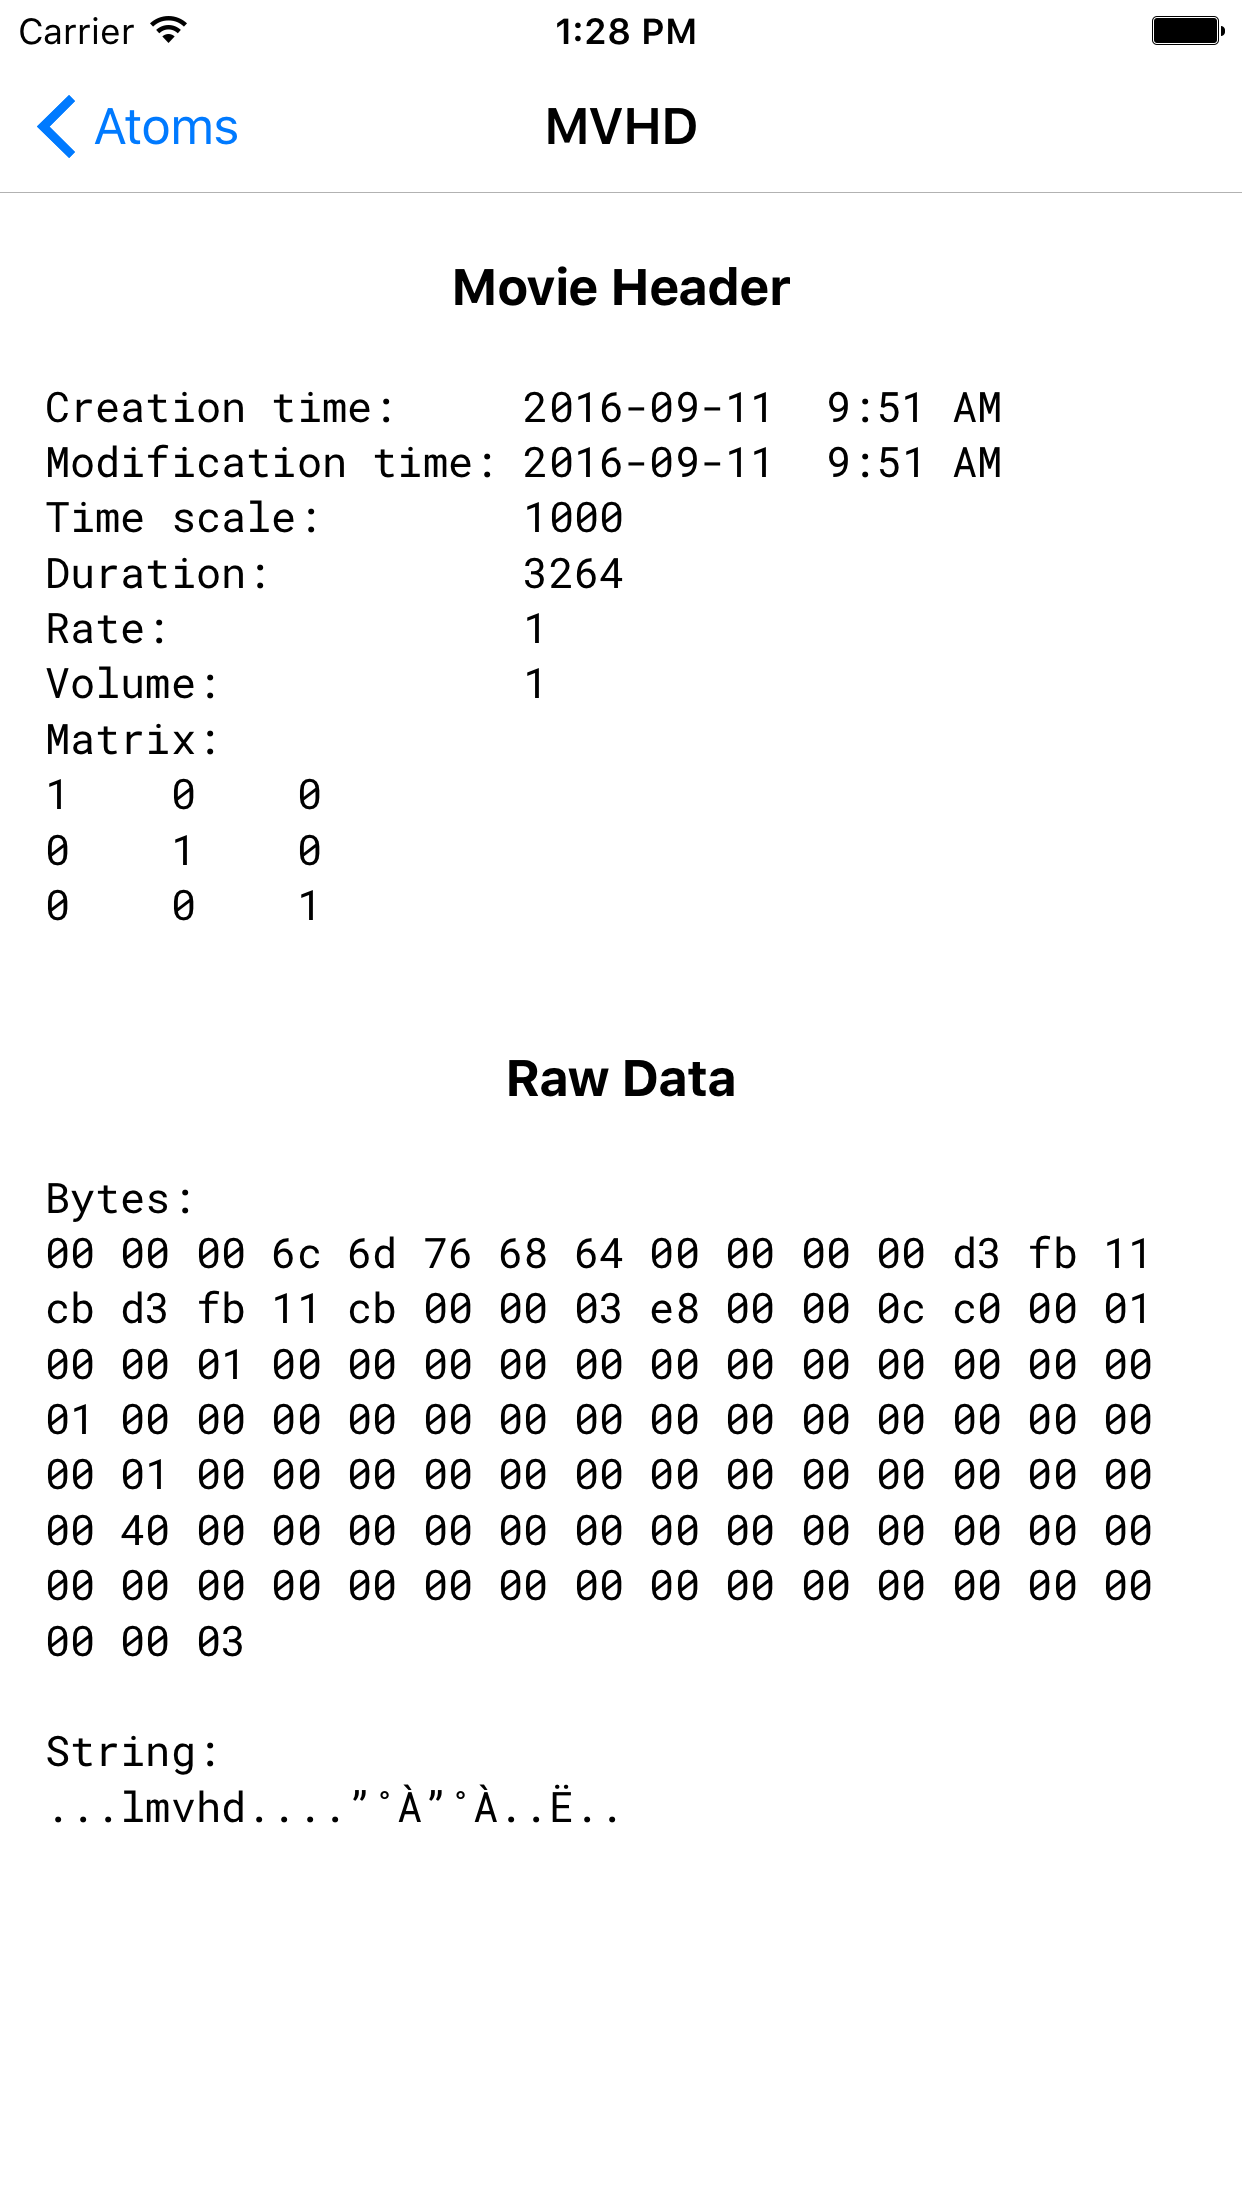 Carrier 1:28 PM
Atoms MVHD
Movie Header
Creation time: 2016-09-11 9:51 AM
Modification time: 2016-09-11 9:51 AM
Time scale: 1000
Duration: 3264
Rate: 1
Volume: 1
Matrix:
1 0 0
0 1 0
0 0 1
Raw Data
Bytes:
00 00 00 6c 6d 76 68 64 00 00 00 00 d3 fb 11
cb d3 fb 11 cb 00 00 03 e8 00 00 0c c0 00 01
00 00 01 00 00 00 00 00 00 00 00 00 00 00 00
01 00 00 00 00 00 00 00 00 00 00 00 00 00 00
00 01 00 00 00 00 00 00 00 00 00 00 00 00 00
00 40 00 00 00 00 00 00 00 00 00 00 00 00 00
00 00 00 00 00 00 00 00 00 00 00 00 00 00 00
00 00 03
String:
...lmvhd....”˚À”˚À..Ë..